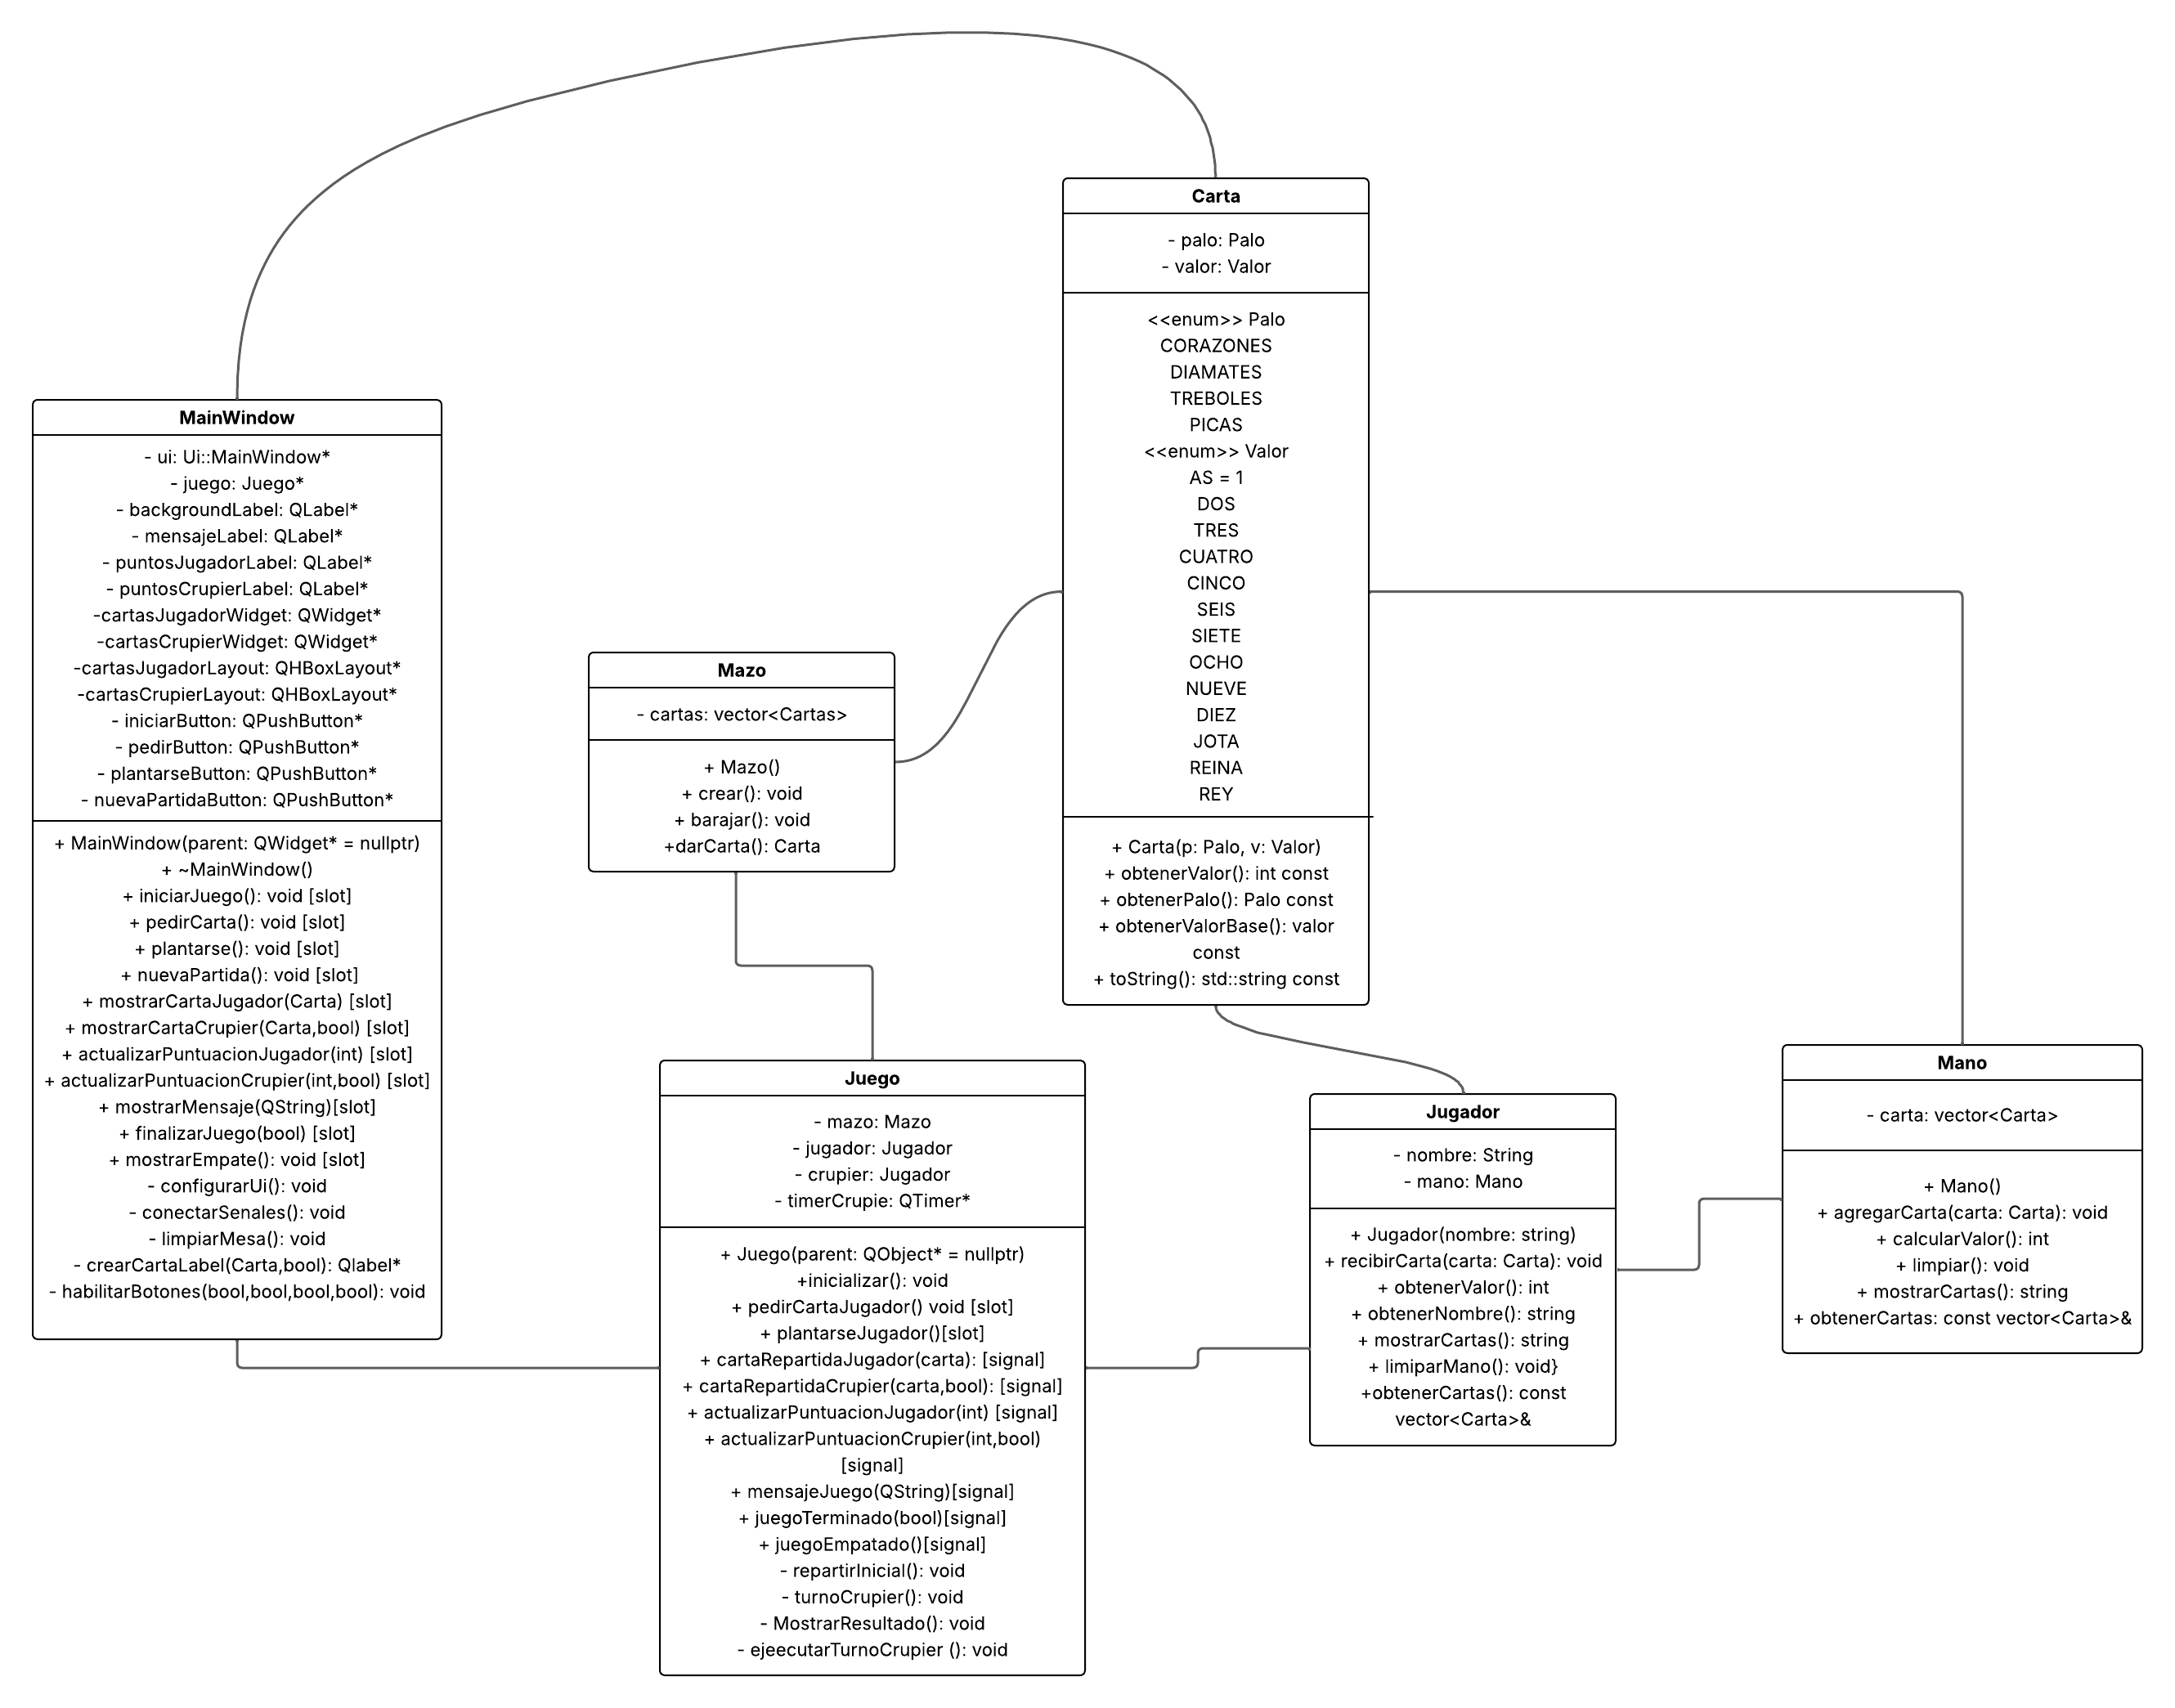 Carta
- palo: Palo
- valor: Valor
<<enum>> Palo
CORAZONES
DIAMATES
TREBOLES
PICAS
<<enum>> Valor
AS = 1
DOS
TRES
CUATRO
CINCO
SEIS
SIETE
OCHO
NUEVE
DIEZ
JOTA
REINA
REY
+ Carta(p: Palo, v: Valor)
+ obtenerValor(): int const
+ obtenerPalo(): Palo const
+ obtenerValorBase(): valor
const
+ toString(): std::string const
MainWindow
- ui: Ui::MainWindow*
- juego: Juego*
- backgroundLabel: QLabel*
- mensajeLabel: QLabel*
- puntosJugadorLabel: QLabel*
- puntosCrupierLabel: QLabel*
-cartasJugadorWidget: QWidget*
-cartasCrupierWidget: QWidget*
-cartasJugadorLayout: QHBoxLayout*
-cartasCrupierLayout: QHBoxLayout*
- iniciarButton: QPushButton*
- pedirButton: QPushButton*
- plantarseButton: QPushButton*
- nuevaPartidaButton: QPushButton*
+ MainWindow(parent: QWidget* = nullptr)
+ ~MainWindow()
+ iniciarJuego(): void [slot]
+ pedirCarta(): void [slot]
+ plantarse(): void [slot]
+ nuevaPartida(): void [slot]
+ mostrarCartaJugador(Carta) [slot]
+ mostrarCartaCrupier(Carta,bool) [slot]
+ actualizarPuntuacionJugador(int) [slot]
+ actualizarPuntuacionCrupier(int,bool) [slot]
+ mostrarMensaje(QString)[slot]
+ finalizarJuego(bool) [slot]
+ mostrarEmpate(): void [slot]
- configurarUi(): void
- conectarSenales(): void
- limpiarMesa(): void
- crearCartaLabel(Carta,bool): Qlabel*
- habilitarBotones(bool,bool,bool,bool): void
Mazo
- cartas: vector<Cartas>
+ Mazo()
+ crear(): void
+ barajar(): void
+darCarta(): Carta
Juego
- mazo: Mazo
- jugador: Jugador
- crupier: Jugador
- timerCrupie: QTimer*
+ Juego(parent: QObject* = nullptr)
+inicializar(): void
+ pedirCartaJugador() void [slot]
+ plantarseJugador()[slot]
+ cartaRepartidaJugador(carta): [signal]
+ cartaRepartidaCrupier(carta,bool): [signal]
+ actualizarPuntuacionJugador(int) [signal]
+ actualizarPuntuacionCrupier(int,bool)
[signal]
+ mensajeJuego(QString)[signal]
+ juegoTerminado(bool)[signal]
+ juegoEmpatado()[signal]
- repartirInicial(): void
- turnoCrupier(): void
- MostrarResultado(): void
- ejeecutarTurnoCrupier (): void
Jugador
- nombre: String
- mano: Mano
+ Jugador(nombre: string)
+ recibirCarta(carta: Carta): void
+ obtenerValor(): int
+ obtenerNombre(): string
+ mostrarCartas(): string
+ limiparMano(): void}
+obtenerCartas(): const
vector<Carta>&
Mano
- carta: vector<Carta>
+ Mano()
+ agregarCarta(carta: Carta): void
+ calcularValor(): int
+ limpiar(): void
+ mostrarCartas(): string
+ obtenerCartas: const vector<Carta>&